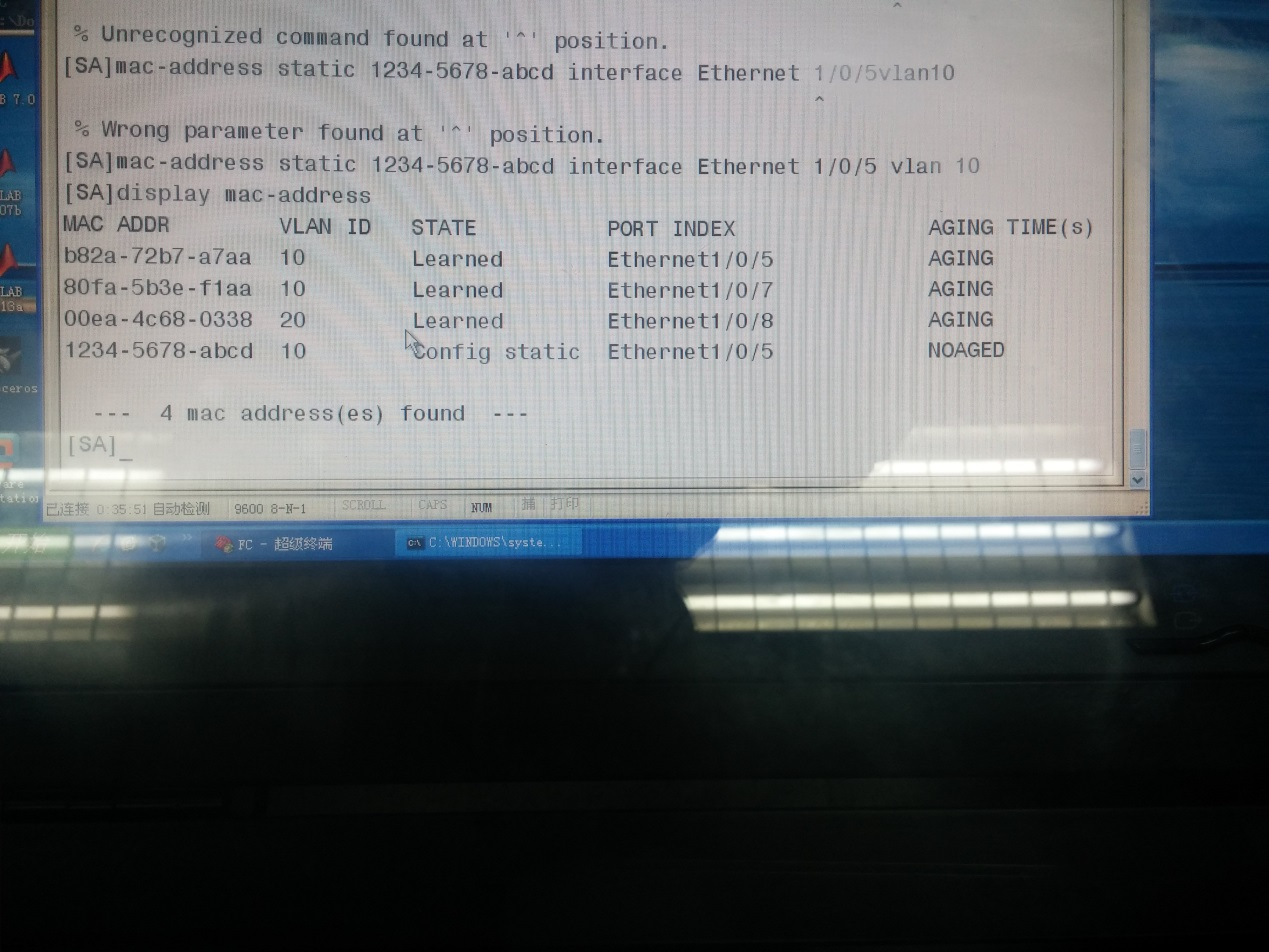 % Unrecognized command found at '^' position.
[SA]mac-address static 1234-5678-abcd interface Ethernet 1/0/5vlan10
^
% Wrong parameter found at '^' position.
[SA]mac-address static 1234-5678-abcd interface Ethernet 1/0/5 vlan 10
[SA]display mac-address
MAC ADDR VLAN ID STATE PORT INDEX AGING TIME(s)
b82a-72b7-a7aa 10 Learned Ethernet1/0/5 AGING
80fa-5b3e-f1aa 10 Learned Ethernet1/0/7 AGING
00ea-4c68-0338 20 Learned Ethernet1/0/8 AGING
1234-5678-abcd 10 Config static Ethernet1/0/5 NOAGED
--- 4 mac address(es) found ---
[SA]_
已连接 0:35:51 自动检测 9600 8-N-1 SCROLL CAPS NUM 捕 打印
FC - 超级终端 C:\WINDOWS\syste...
B 7.0
LAB
07b
LAB
ceros